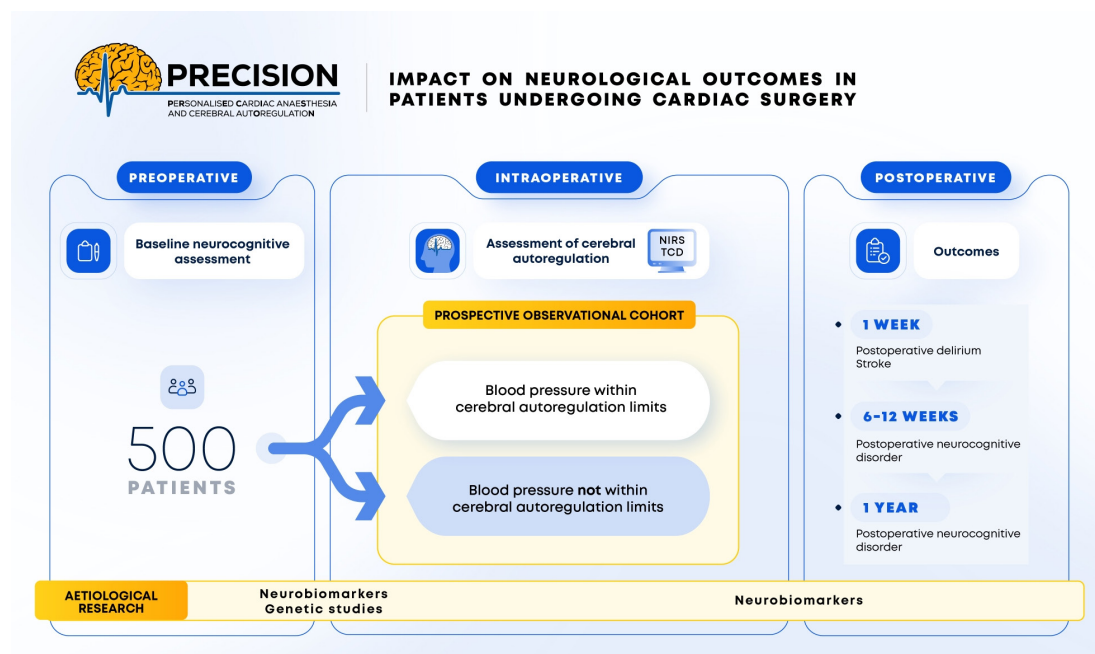 PRECISION
PERSONALISED CARDIAC ANAESTHESIA
AND CEREBRAL AUTOREGULATION
IMPACT ON NEUROLOGICAL OUTCOMES IN
PATIENTS UNDERGOING CARDIAC SURGERY
PREOPERATIVE
Baseline neurocognitive
assessment
500
PATIENTS
INTRAOPERATIVE
Assessment of cerebral
autoregulation
NIRS
TCD
PROSPECTIVE OBSERVATIONAL COHORT
Blood pressure within
cerebral autoregulation limits
Blood pressure not within
cerebral autoregulation limits
POSTOPERATIVE
Outcomes
1 WEEK
Postoperative delirium
Stroke
6-12 WEEKS
Postoperative neurocognitive
disorder
1 YEAR
Postoperative neurocognitive
disorder
AETIOLOGICAL
RESEARCH
Neurobiomarkers
Genetic studies
Neurobiomarkers